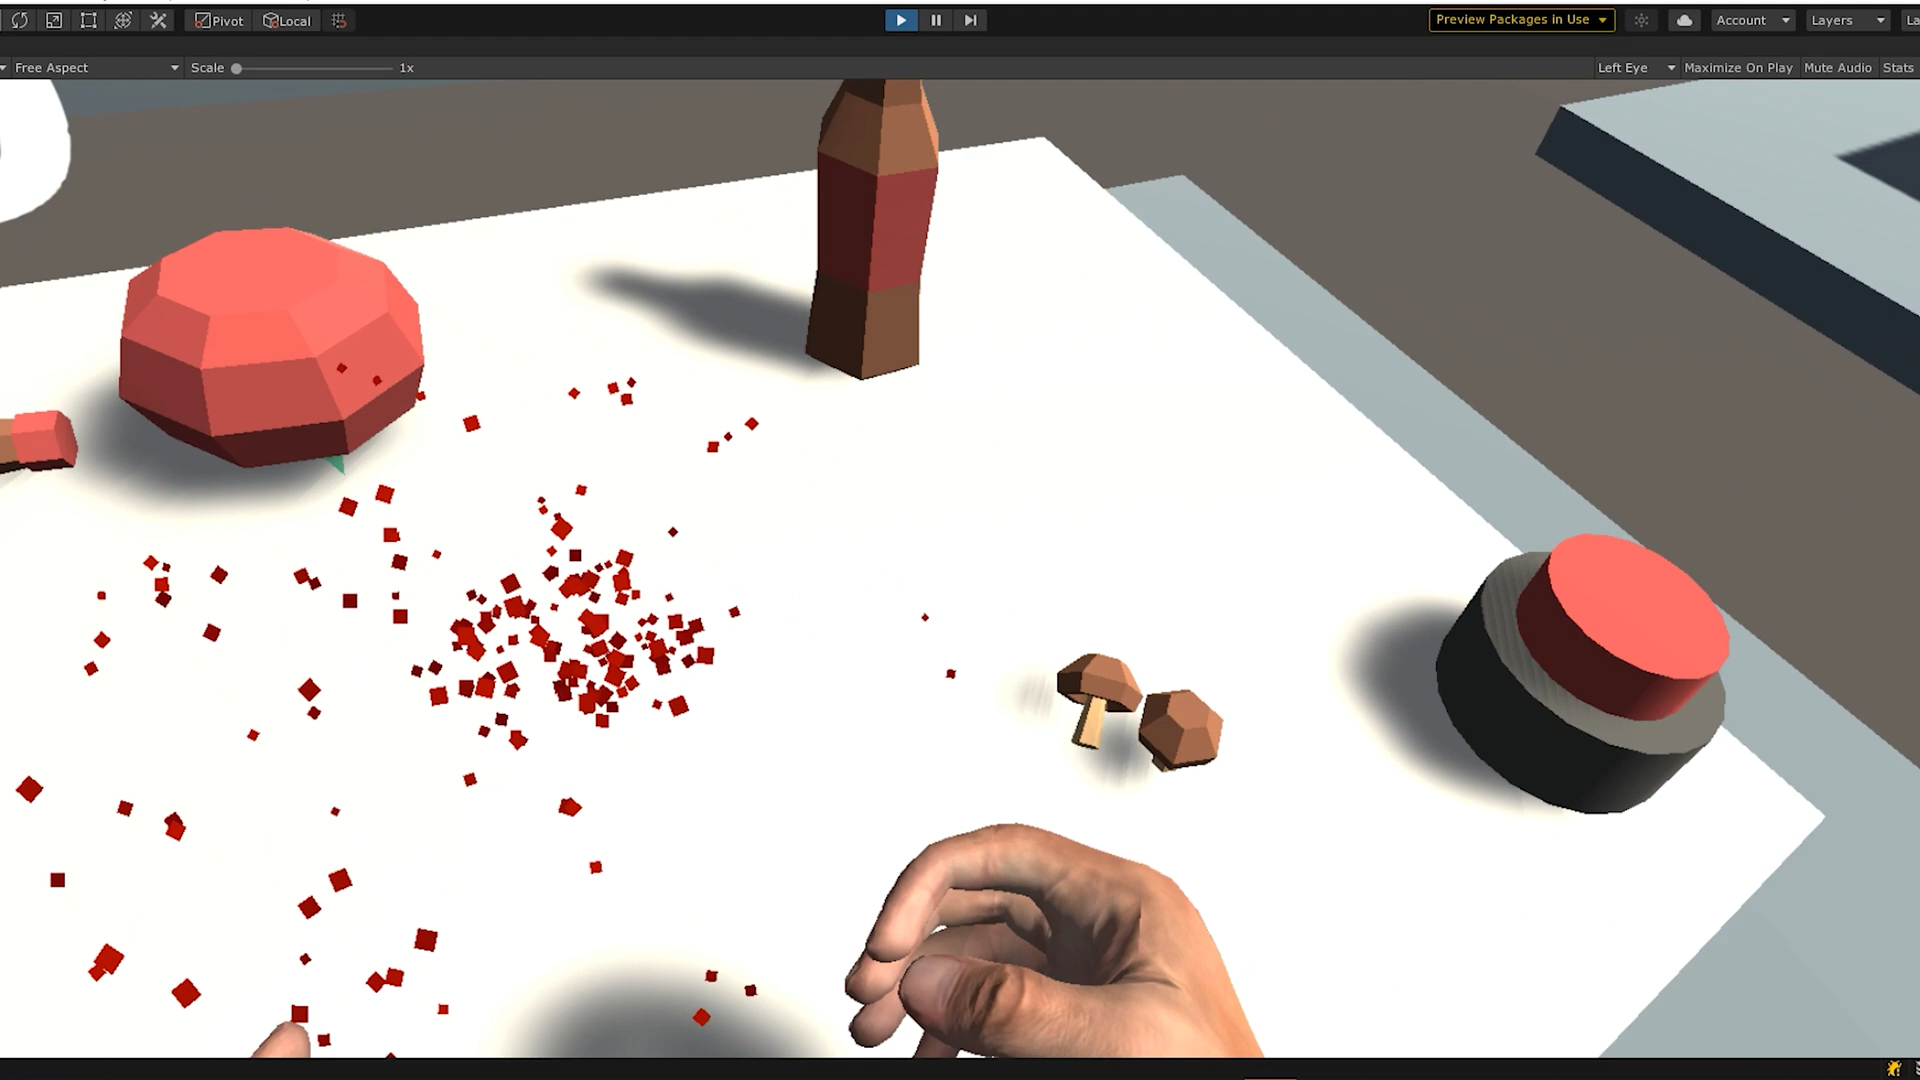 Pivot Local Preview Packages in Use Account Layers La
Free Aspect Scale 1x Left Eye Maximize On Play Mute Audio Stats